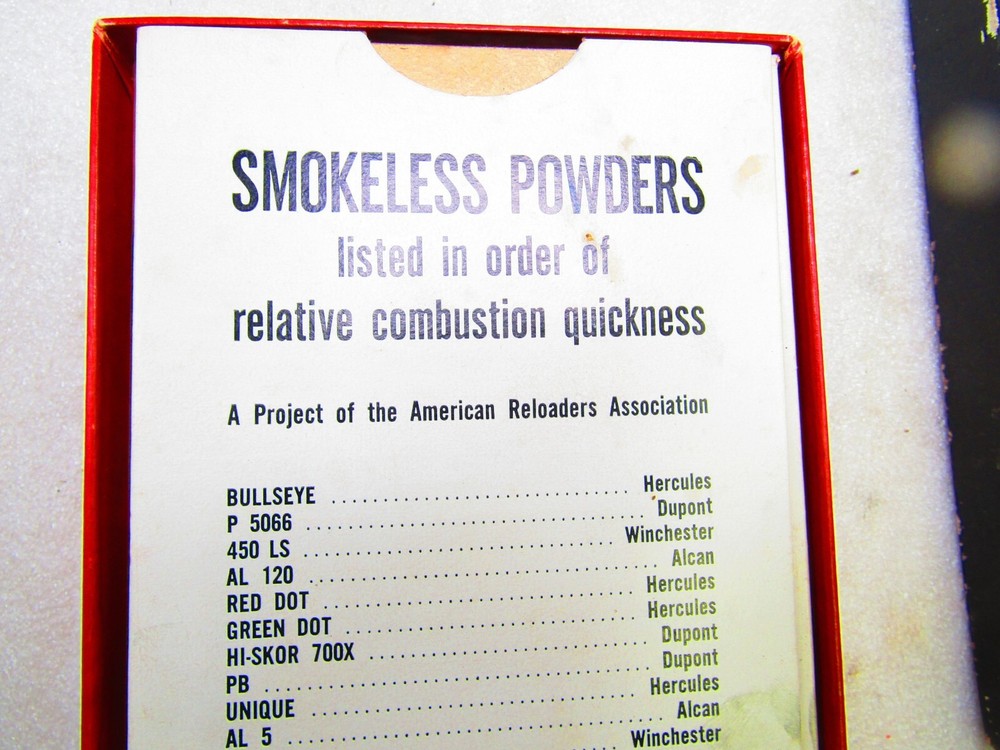 SMOKELESS POWDERS
listed in order of
relative combustion quickness
A Project of the American Reloaders Association
BULLSEYE .............................. Hercules
P 5066 ................................. Dupont
450 LS .............................. Winchester
AL 120 .................................. Alcan
RED DOT .............................. Hercules
GREEN DOT ............................ Hercules
HI-SKOR 700X ........................... Dupont
PB ..................................... Dupont
UNIQUE ............................... Hercules
AL 5 .................................... Alcan
Winchester